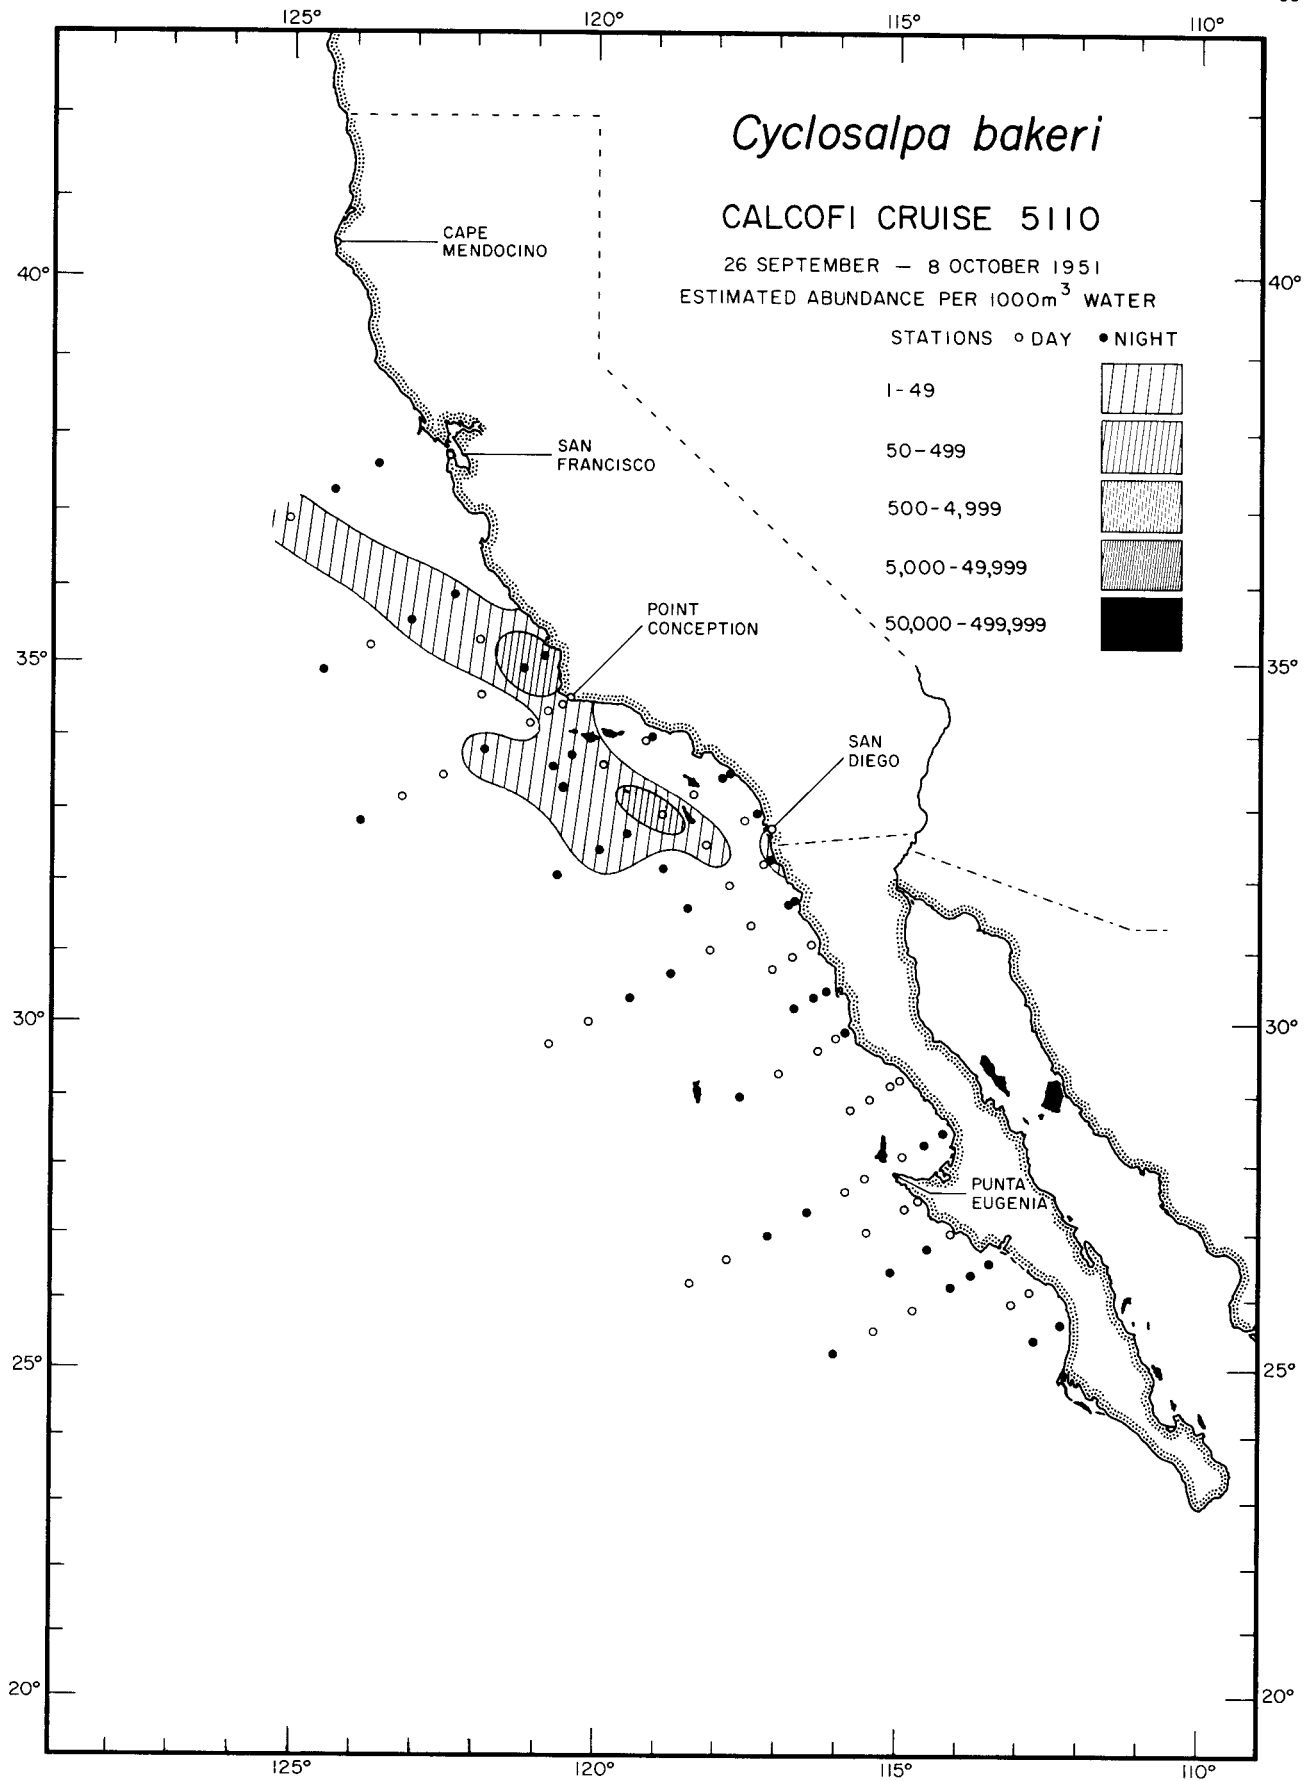 125°
120°
115°
110°
Cyclosalpa bakeri
CALCOFI CRUISE 5110
26 SEPTEMBER — 8 OCTOBER 1951
ESTIMATED ABUNDANCE PER 1000m³ WATER
STATIONS ○ DAY ● NIGHT
1-49
50-499
500-4,999
5,000-49,999
50,000-499,999
CAPE
MENDOCINO
40°
40°
SAN
FRANCISCO
POINT
CONCEPTION
35°
35°
SAN
DIEGO
30°
30°
PUNTA
EUGENIA
25°
25°
20°
20°
125°
120°
115°
110°